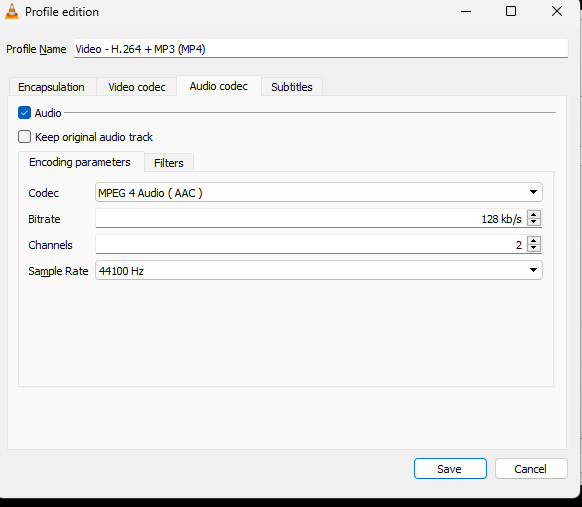 Profile edition
Profile Name Video - H.264 + MP3 (MP4)
Encapsulation Video codec Audio codec Subtitles
Audio
Keep original audio track
Encoding parameters Filters
Codec MPEG 4 Audio ( AAC )
Bitrate 128 kb/s
Channels 2
Sample Rate 44100 Hz
Save Cancel